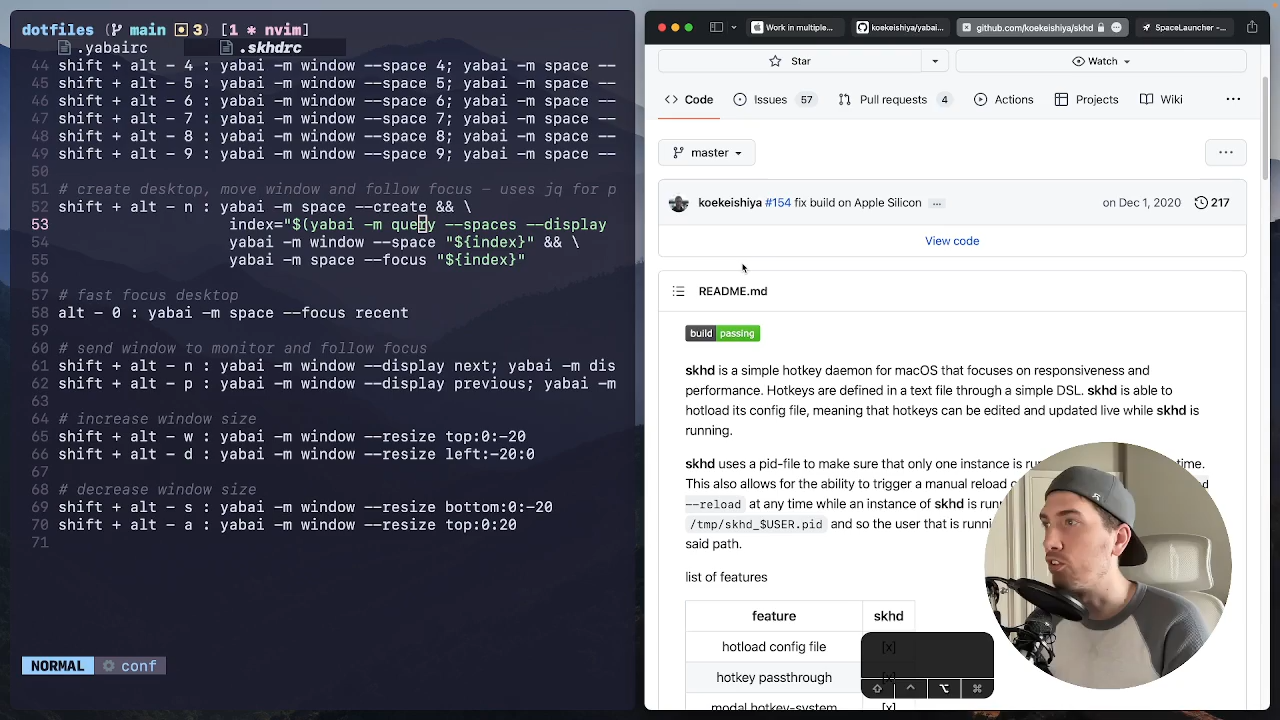 dotfiles ( main 3) [1 * nvim]
.yabairc .skhdrc
44 shift + alt - 4 : yabai -m window --space 4; yabai -m space --
45 shift + alt - 5 : yabai -m window --space 5; yabai -m space --
46 shift + alt - 6 : yabai -m window --space 6; yabai -m space --
47 shift + alt - 7 : yabai -m window --space 7; yabai -m space --
48 shift + alt - 8 : yabai -m window --space 8; yabai -m space --
49 shift + alt - 9 : yabai -m window --space 9; yabai -m space --
50
51 # create desktop, move window and follow focus - uses jq for p
52 shift + alt - n : yabai -m space --create && \
53 index="$(yabai -m query --spaces --display
54 yabai -m window --space "${index}" && \
55 yabai -m space --focus "${index}"
56
57 # fast focus desktop
58 alt - 0 : yabai -m space --focus recent
59
60 # send window to monitor and follow focus
61 shift + alt - n : yabai -m window --display next; yabai -m dis
62 shift + alt - p : yabai -m window --display previous; yabai -m
63
64 # increase window size
65 shift + alt - w : yabai -m window --resize top:0:-20
66 shift + alt - d : yabai -m window --resize left:-20:0
67
68 # decrease window size
69 shift + alt - s : yabai -m window --resize bottom:0:-20
70 shift + alt - a : yabai -m window --resize top:0:20
71
NORMAL conf
Work in multiple... koekeishiya/yabai... github.com/koekeishiya/skhd SpaceLauncher -...
Star Watch
Code Issues 57 Pull requests 4 Actions Projects Wiki ...
master ...
koekeishiya #154 fix build on Apple Silicon ... on Dec 1, 2020 217
View code
README.md
build passing
skhd is a simple hotkey daemon for macOS that focuses on responsiveness and
performance. Hotkeys are defined in a text file through a simple DSL. skhd is able to
hotload its config file, meaning that hotkeys can be edited and updated live while skhd is
running.
skhd uses a pid-file to make sure that only one instance is ru time.
This also allows for the ability to trigger a manual reload
--reload at any time while an instance of skhd is
/tmp/skhd_$USER.pid and so the user that is
said path.
list of features
feature skhd
hotload config file [x]
hotkey passthrough
modal hotkey-system